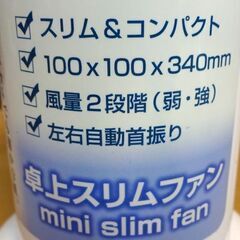 スリム＆コンパクト
100x100x340mm
風量2段階（弱・強）
左右自動首振り
卓上スリムファン
mini slim fan